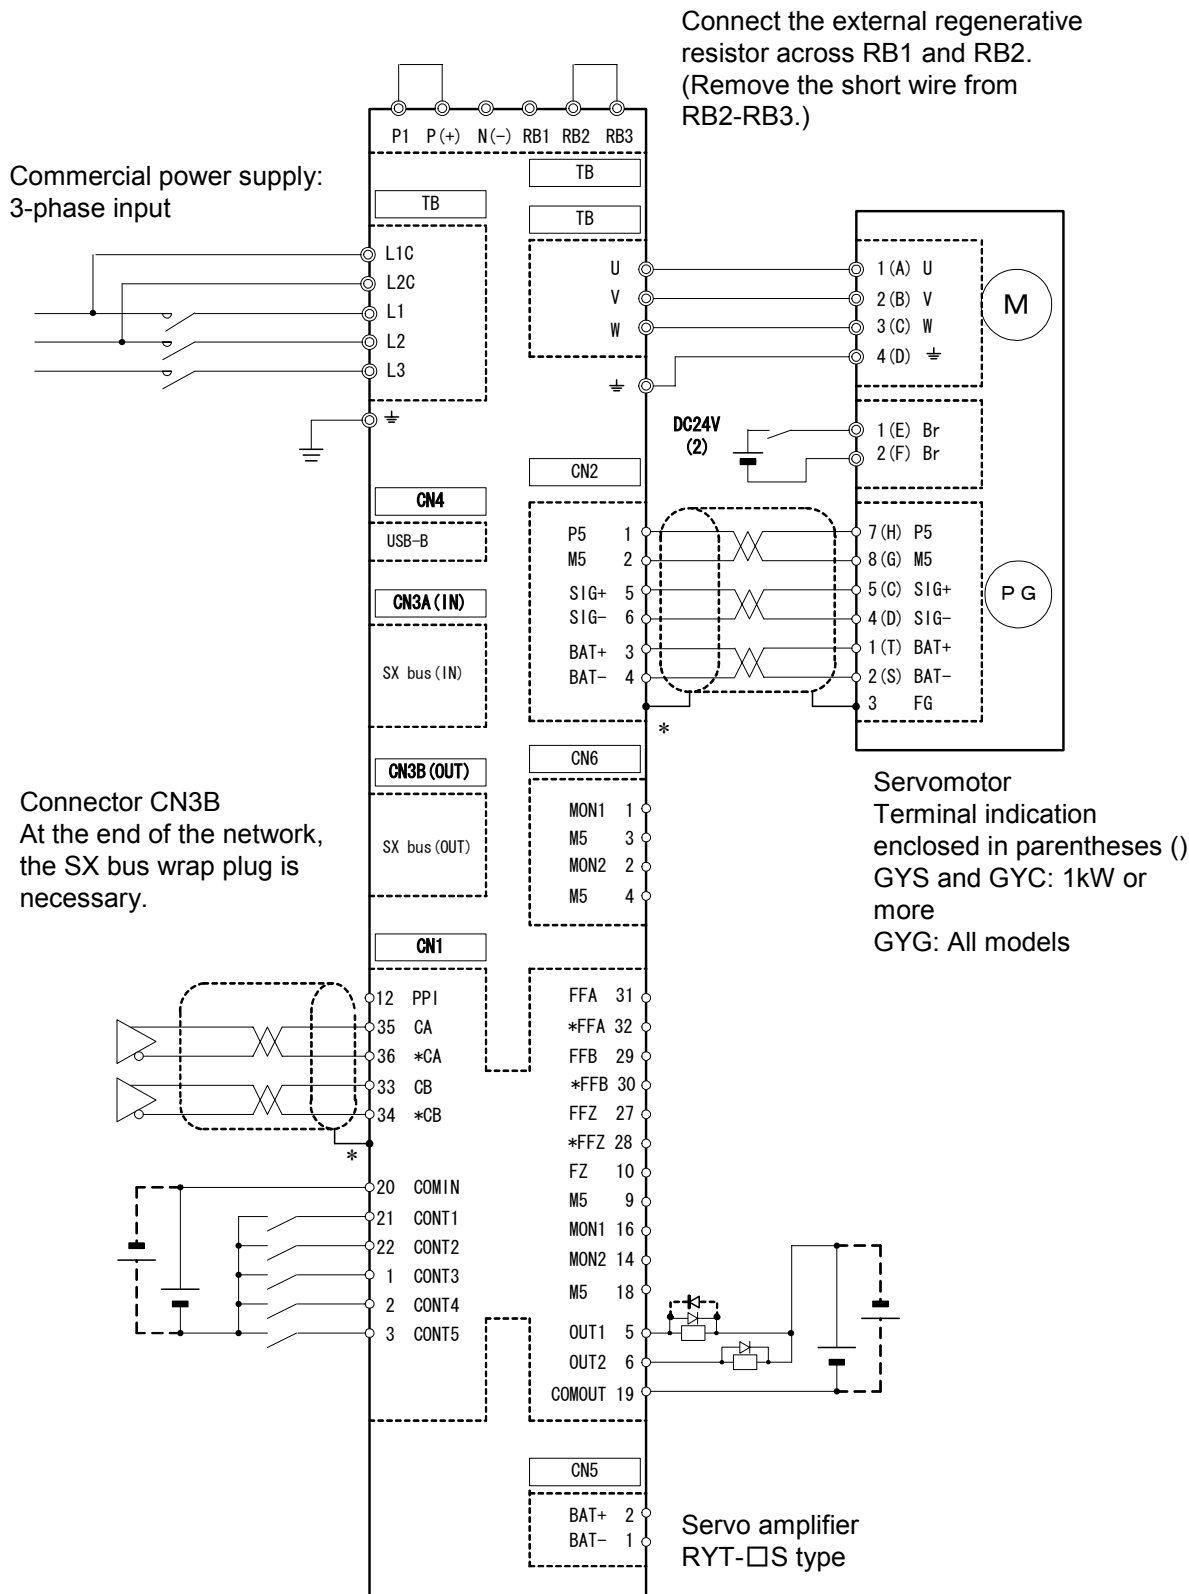 Connect the external regenerative
resistor across RB1 and RB2.
(Remove the short wire from
RB2-RB3.)
P1 P(+) N(-) RB1 RB2 RB3
TB
Commercial power supply:
3-phase input
TB
TB
L1C
L2C
L1
L2
L3
U
V
W
1(A) U
2(B) V
3(C) W
4(D)
M
DC24V
(2)
1(E) Br
2(F) Br
CN2
CN4
USB-B
P5 1
M5 2
SIG+ 5
SIG- 6
BAT+ 3
BAT- 4
*
7(H) P5
8(G) M5
5(C) SIG+
4(D) SIG-
1(T) BAT+
2(S) BAT-
3 FG
PG
CN3A(IN)
SX bus(IN)
CN3B(OUT)
SX bus(OUT)
CN6
MON1 1
M5 3
MON2 2
M5 4
Connector CN3B
At the end of the network,
the SX bus wrap plug is
necessary.
Servomotor
Terminal indication
enclosed in parentheses ()
GYS and GYC: 1kW or
more
GYG: All models
CN1
12 PPI
35 CA
36 *CA
33 CB
34 *CB
*
20 COMIN
21 CONT1
22 CONT2
1 CONT3
2 CONT4
3 CONT5
FFA 31
*FFA 32
FFB 29
*FFB 30
FFZ 27
*FFZ 28
FZ 10
M5 9
MON1 16
MON2 14
M5 18
OUT1 5
OUT2 6
COMOUT 19
CN5
BAT+ 2
BAT- 1
Servo amplifier
RYT-□S type